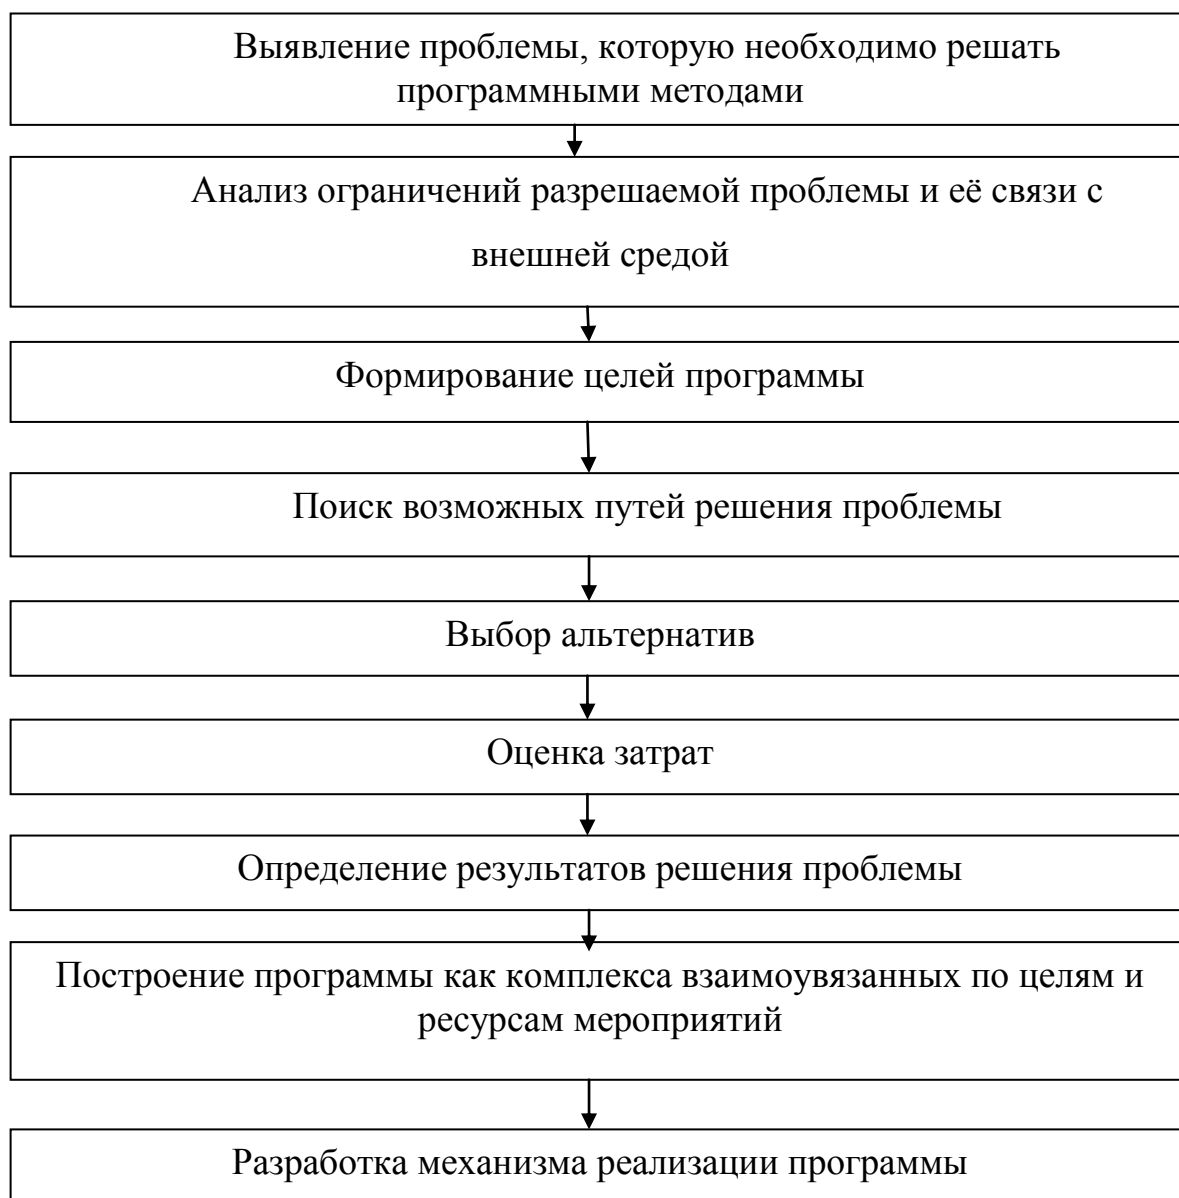 Выявление проблемы, которую необходимо решать
программными методами
Анализ ограничений разрешаемой проблемы и её связи с
внешней средой
Формирование целей программы
Поиск возможных путей решения проблемы
Выбор альтернатив
Оценка затрат
Определение результатов решения проблемы
Построение программы как комплекса взаимоувязанных по целям и
ресурсам мероприятий
Разработка механизма реализации программы